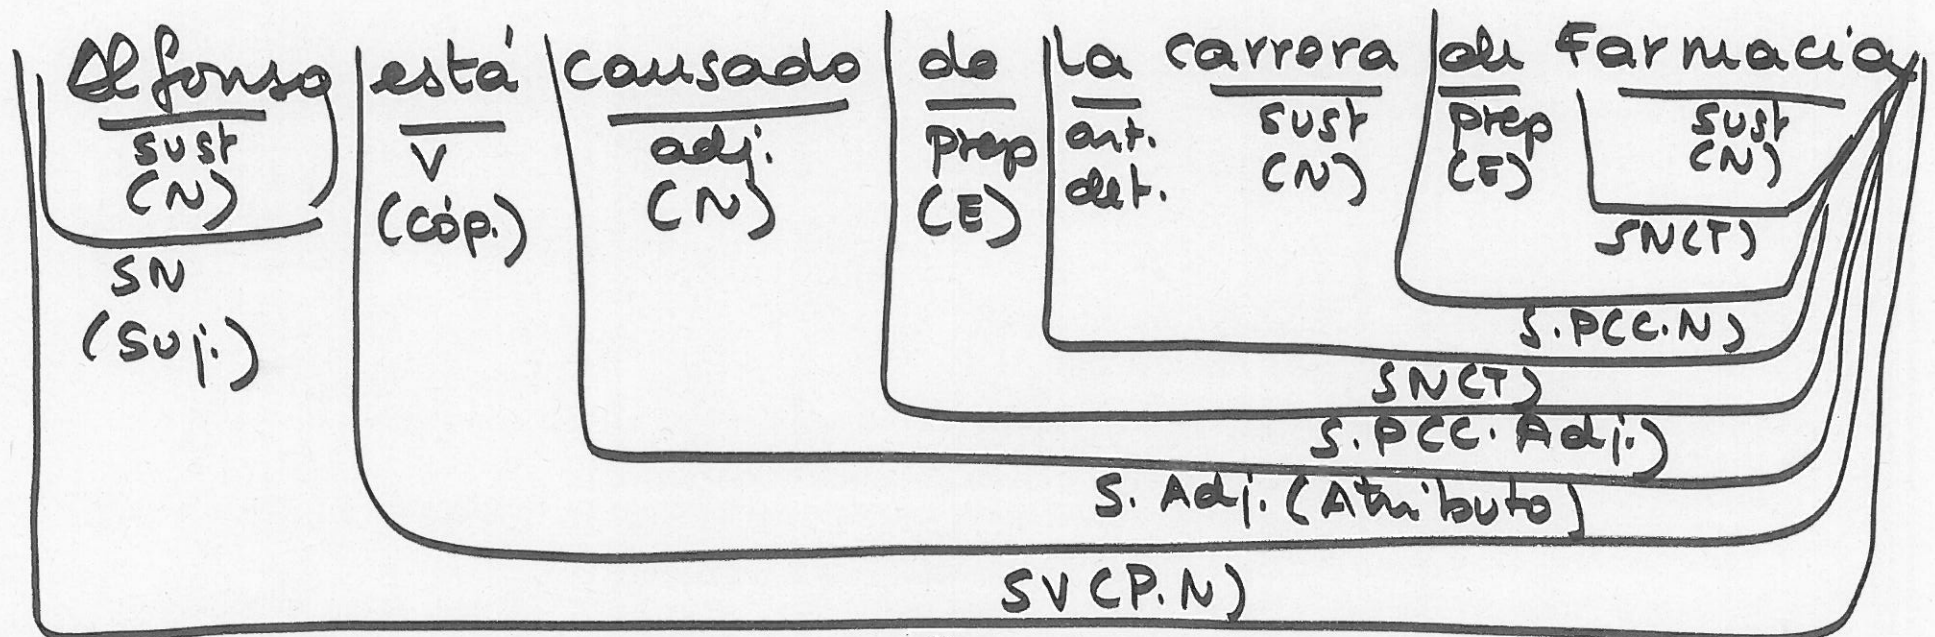 Alfonso está cansado de la carrera de Farmacia
sust V adj. prep art. sust prep sust
(N) (Cóp.) (N) (E) det. (N) (E) (N)
SN SN(T)
(Suj.) S.P(C.N)
SN(T)
S.P(C.Adj.)
S. Adj. (Atributo)
SV(P.N)